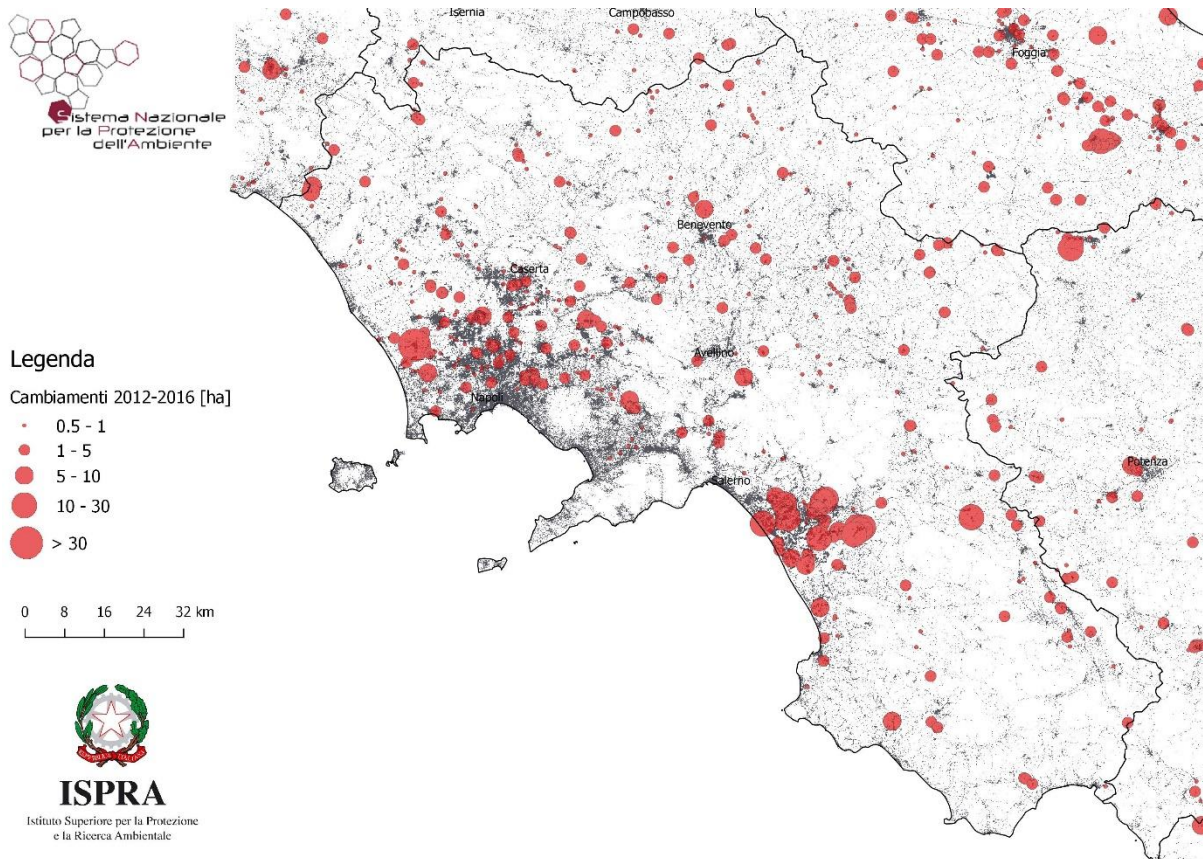 Sistema Nazionale
per la Protezione
dell'Ambiente
Isernia
Campobasso
Foggia
Benevento
Caserta
Avellino
Napoli
Salerno
Potenza
Legenda
Cambiamenti 2012-2016 [ha]
0.5 - 1
1 - 5
5 - 10
10 - 30
> 30
0 8 16 24 32 km
REPVBBLICA ITALIANA
ISPRA
Istituto Superiore per la Protezione
e la Ricerca Ambientale